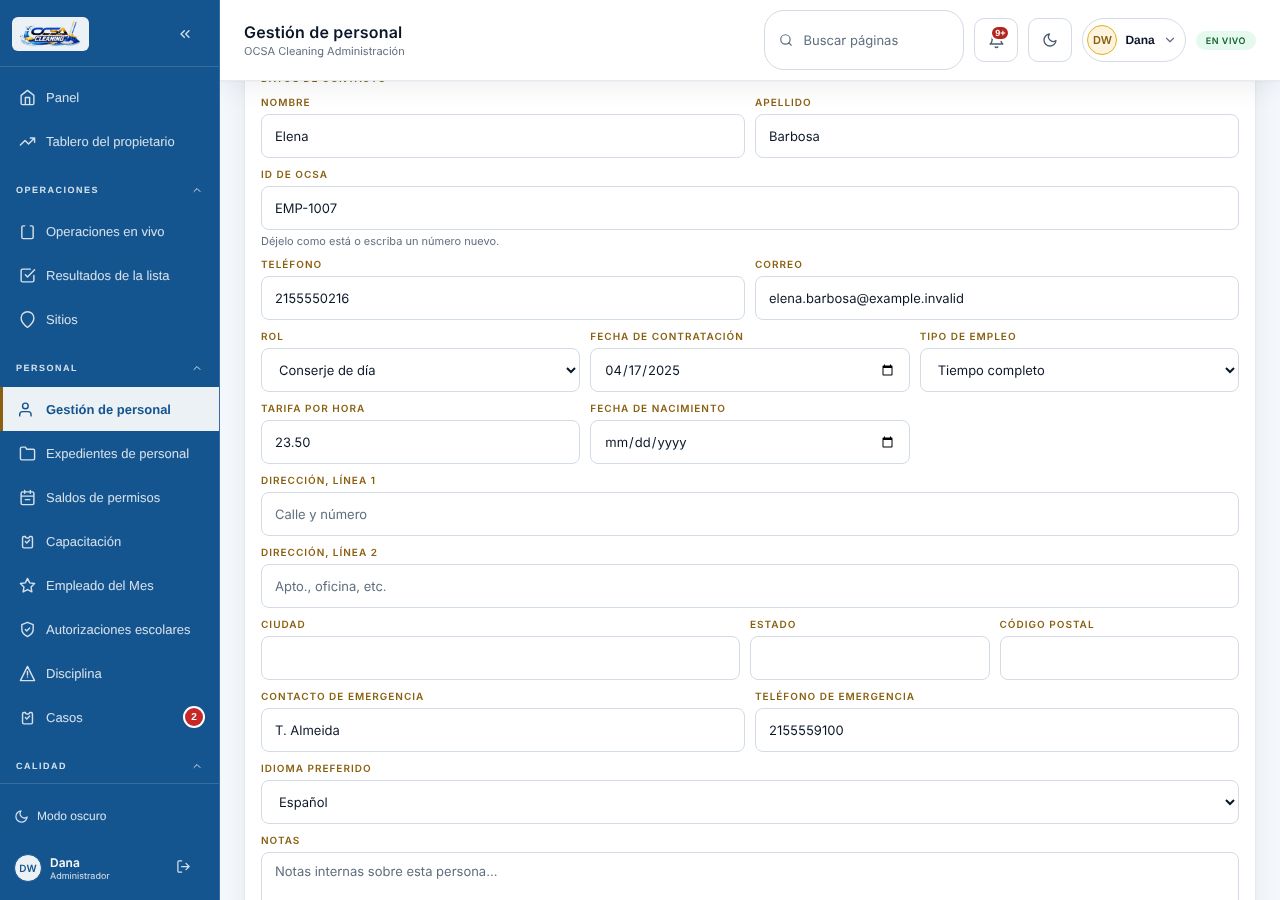 OCSA
CLEANING
Gestión de personal
OCSA Cleaning Administración
Buscar páginas
9+
DW
Dana
EN VIVO
Panel
Tablero del propietario
OPERACIONES
Operaciones en vivo
Resultados de la lista
Sitios
PERSONAL
Gestión de personal
Expedientes de personal
Saldos de permisos
Capacitación
Empleado del Mes
Autorizaciones escolares
Disciplina
Casos
2
CALIDAD
Modo oscuro
DW
Dana
Administrador
DATOS DE CONTACTO
NOMBRE
APELLIDO
Elena
Barbosa
ID DE OCSA
EMP-1007
Déjelo como está o escriba un número nuevo.
TELÉFONO
CORREO
2155550216
elena.barbosa@example.invalid
ROL
FECHA DE CONTRATACIÓN
TIPO DE EMPLEO
Conserje de día
04/17/2025
Tiempo completo
TARIFA POR HORA
FECHA DE NACIMIENTO
23.50
mm/dd/yyyy
DIRECCIÓN, LÍNEA 1
Calle y número
DIRECCIÓN, LÍNEA 2
Apto., oficina, etc.
CIUDAD
ESTADO
CÓDIGO POSTAL
CONTACTO DE EMERGENCIA
TELÉFONO DE EMERGENCIA
T. Almeida
2155559100
IDIOMA PREFERIDO
Español
NOTAS
Notas internas sobre esta persona...